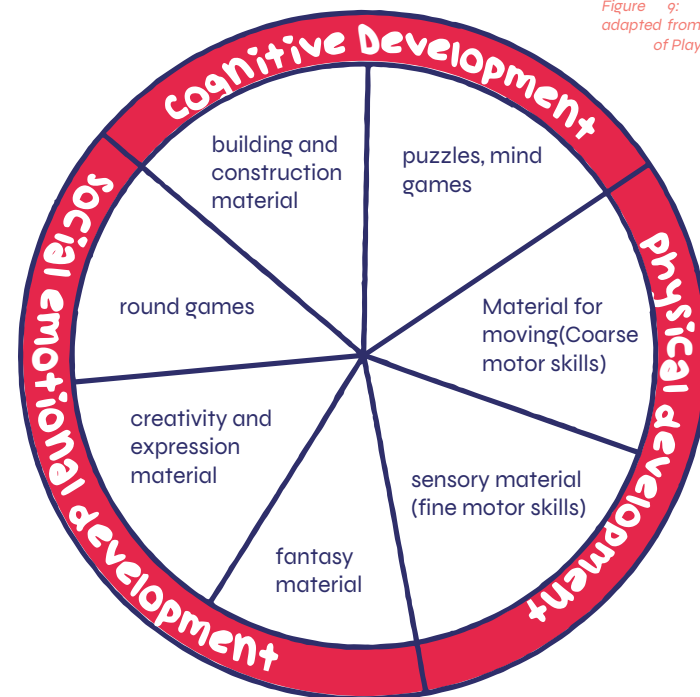 Figure 9:
adapted from
of Play
Cognitive Development
building and
construction
material
puzzles, mind
games
Physical development
Material for
moving(Coarse
motor skills)
sensory material
(fine motor skills)
social emotional development
round games
creativity and
expression
material
fantasy
material